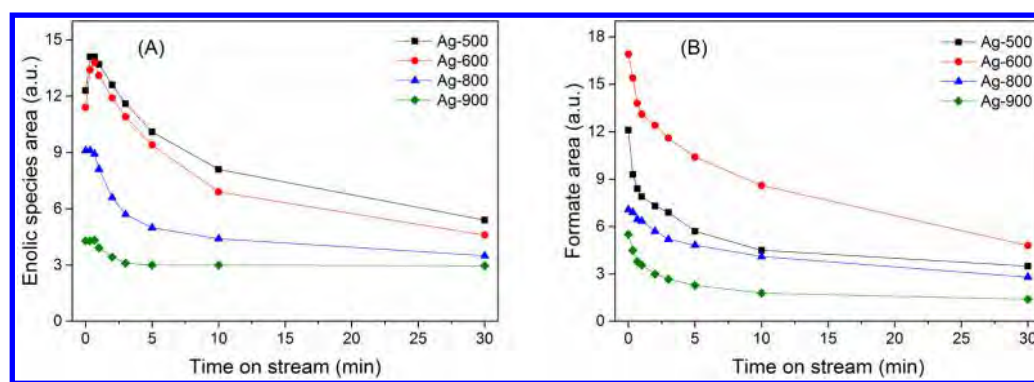 (A)
Ag-500
Ag-600
Ag-800
Ag-900
15
12
9
6
3
0
Enolic species area (a.u.)
0 5 10 15 20 25 30
Time on stream (min)
(B)
Ag-500
Ag-600
Ag-800
Ag-900
18
15
12
9
6
3
0
Formate area (a.u.)
0 5 10 15 20 25 30
Time on stream (min)